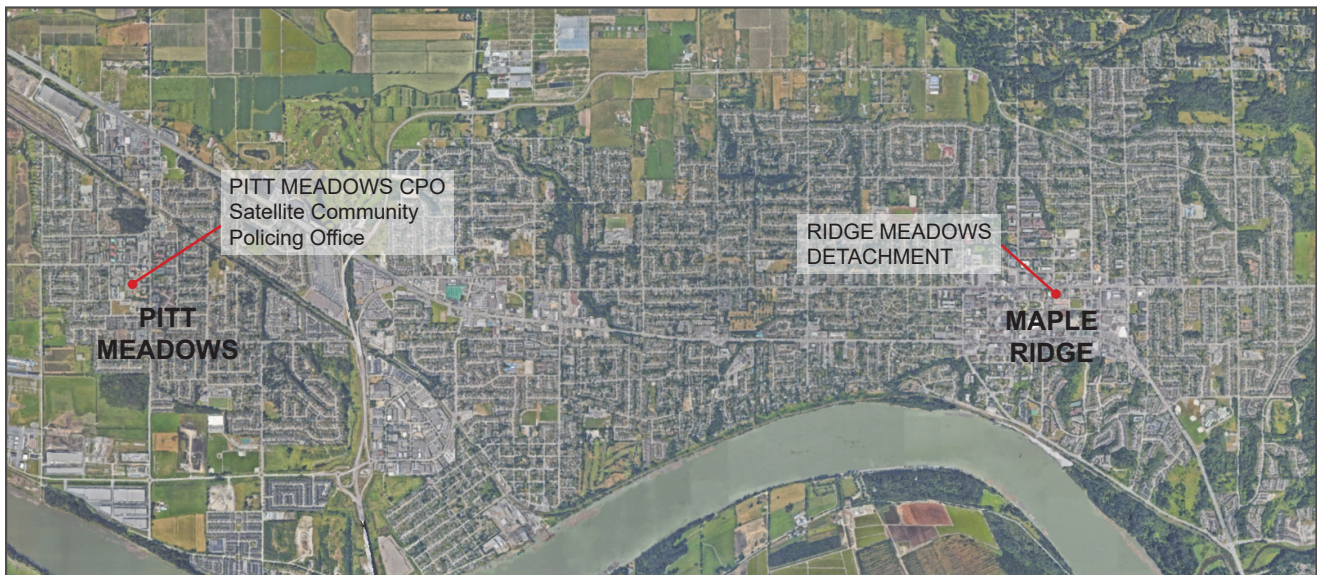 PITT MEADOWS CPO
Satellite Community
Policing Office
RIDGE MEADOWS
DETACHMENT
PITT
MEADOWS
MAPLE
RIDGE